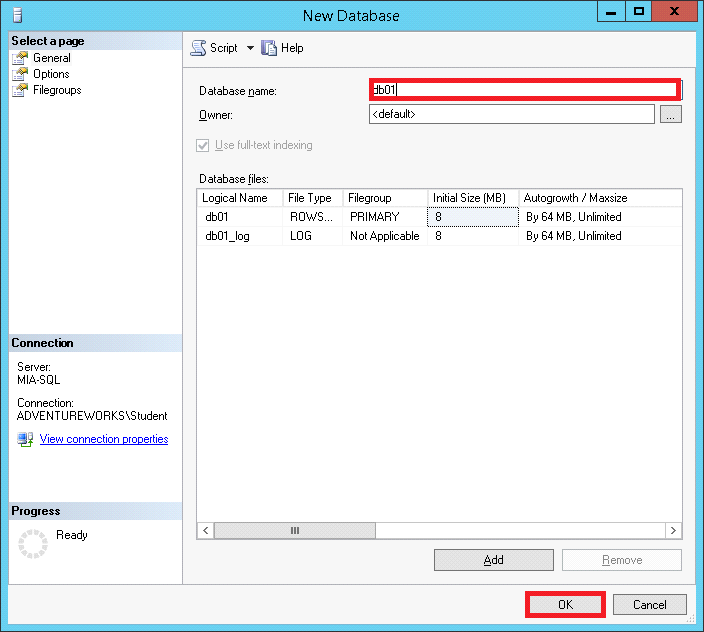 New Database
Select a page
General
Options
Filegroups
Script
Help
Database name:
db01
Owner:
<default>
...
Use full-text indexing
Database files:
Logical Name File Type Filegroup Initial Size (MB) Autogrowth / Maxsize
db01 ROWS... PRIMARY 8 By 64 MB, Unlimited
db01_log LOG Not Applicable 8 By 64 MB, Unlimited
Connection
Server:
MIA-SQL
Connection:
ADVENTUREWORKS\Student
View connection properties
Progress
Ready
Add
Remove
OK
Cancel